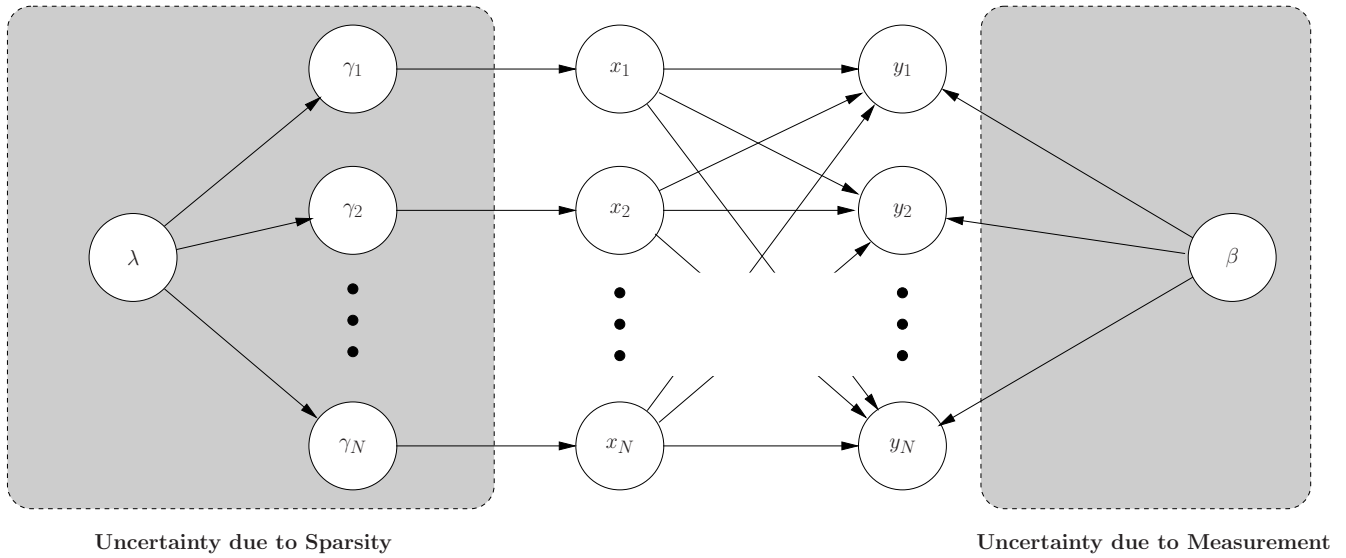 γ1 x1 y1
γ2 x2 y2
λ β
γN xN yN
Uncertainty due to Sparsity
Uncertainty due to Measurement